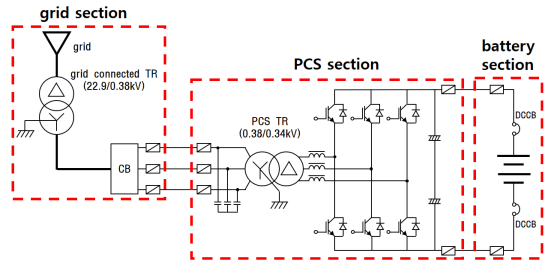 grid section
grid
grid connected TR
(22.9/0.38kV)
CB
PCS section
PCS TR
(0.38/0.34kV)
battery
section
DCCB
DCCB